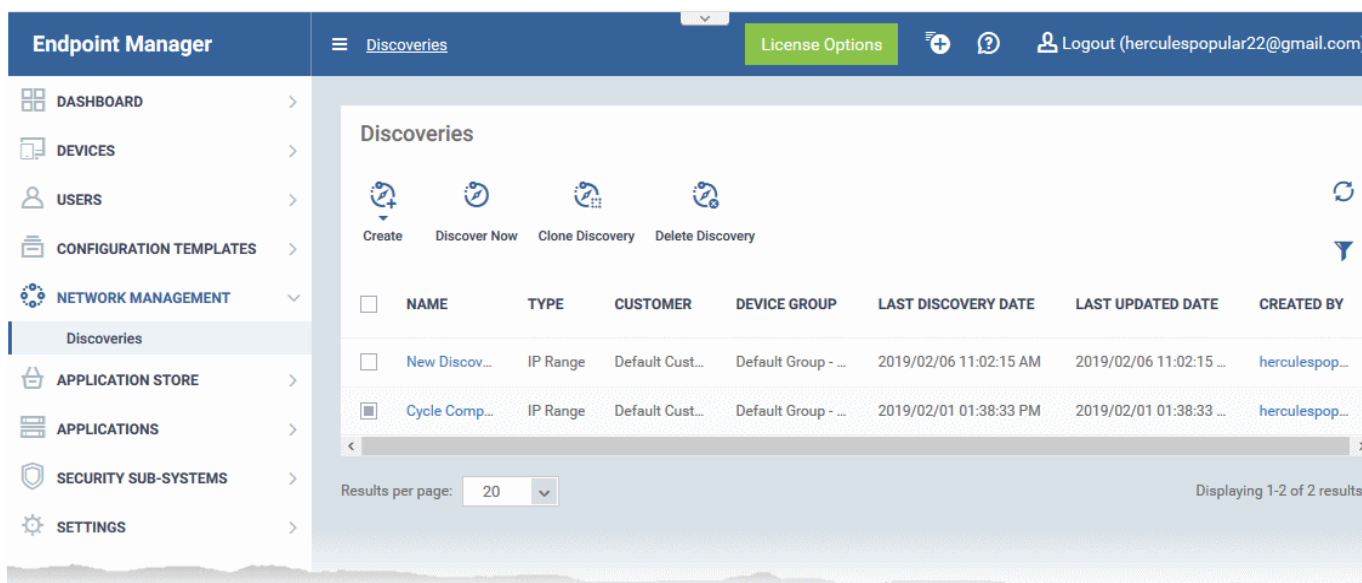 Endpoint Manager
Discoveries
License Options
Logout (herculespopular22@gmail.com)
DASHBOARD
DEVICES
USERS
CONFIGURATION TEMPLATES
NETWORK MANAGEMENT
Discoveries
APPLICATION STORE
APPLICATIONS
SECURITY SUB-SYSTEMS
SETTINGS
Discoveries
Create Discover Now Clone Discovery Delete Discovery
NAME TYPE CUSTOMER DEVICE GROUP LAST DISCOVERY DATE LAST UPDATED DATE CREATED BY
New Discov... IP Range Default Cust... Default Group - ... 2019/02/06 11:02:15 AM 2019/02/06 11:02:15 ... herculespop...
Cycle Comp... IP Range Default Cust... Default Group - ... 2019/02/01 01:38:33 PM 2019/02/01 01:38:33 ... herculespop...
Results per page: 20
Displaying 1-2 of 2 results